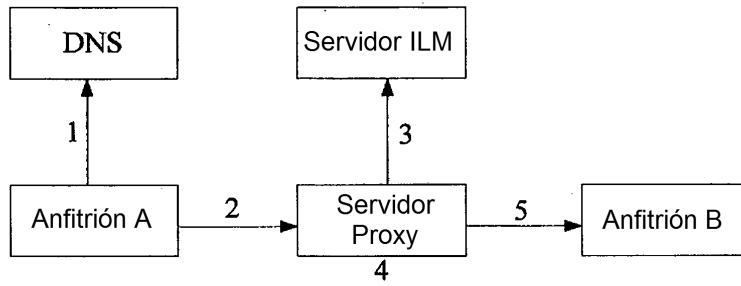 DNS
Servidor ILM
1
3
Anfitrión A
2
Servidor
Proxy
5
Anfitrión B
4